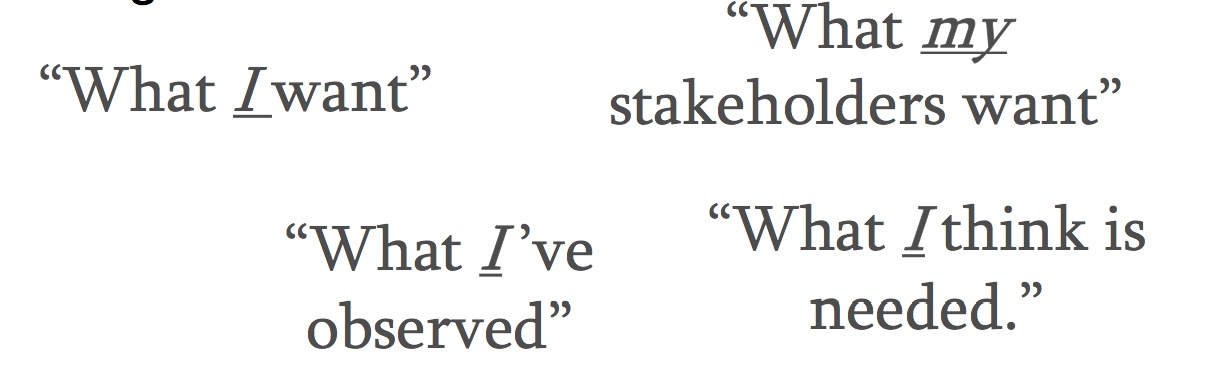 “What I want”
“What my
stakeholders want”
“What I’ve
observed”
“What I think is
needed.”